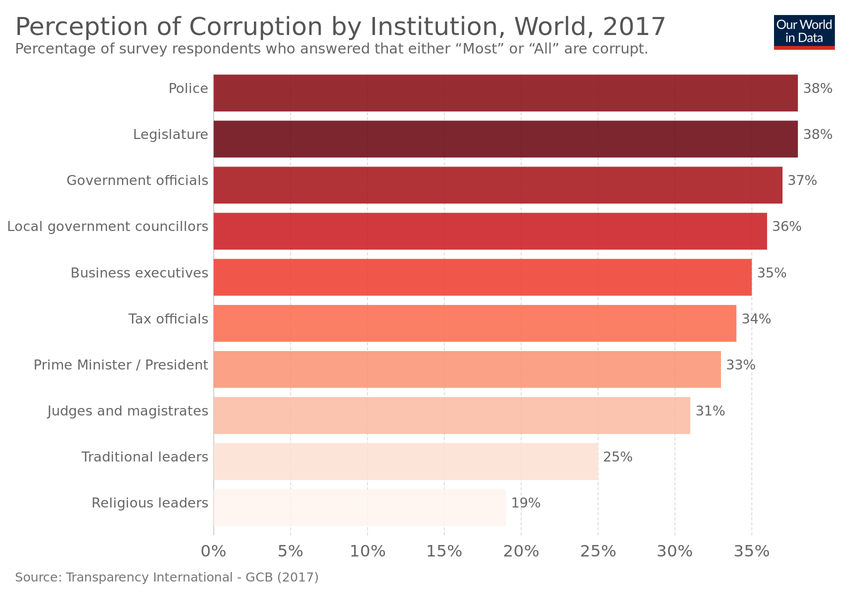 Perception of Corruption by Institution, World, 2017
Percentage of survey respondents who answered that either “Most” or “All” are corrupt.
Our World
in Data
Police 38%
Legislature 38%
Government officials 37%
Local government councillors 36%
Business executives 35%
Tax officials 34%
Prime Minister / President 33%
Judges and magistrates 31%
Traditional leaders 25%
Religious leaders 19%
0% 5% 10% 15% 20% 25% 30% 35%
Source: Transparency International - GCB (2017)